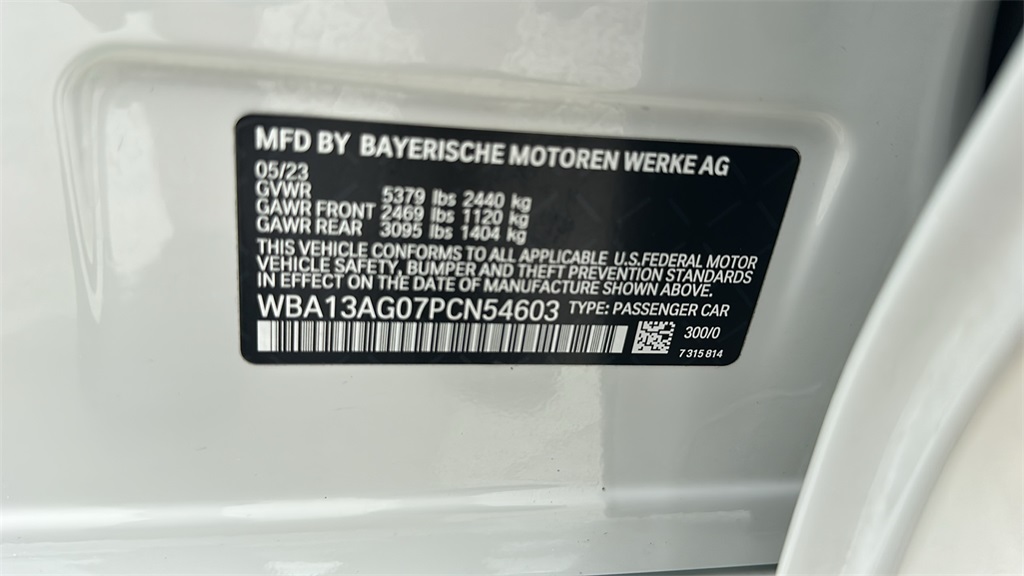 MFD BY BAYERISCHE MOTOREN WERKE AG
05/23
GVWR 5379 lbs 2440 kg
GAWR FRONT 2469 lbs 1120 kg
GAWR REAR 3095 lbs 1404 kg
THIS VEHICLE CONFORMS TO ALL APPLICABLE U.S.FEDERAL MOTOR
VEHICLE SAFETY, BUMPER AND THEFT PREVENTION STANDARDS
IN EFFECT ON THE DATE OF MANUFACTURE SHOWN ABOVE.
WBA13AG07PCN54603 TYPE: PASSENGER CAR
300/0
7 315 814